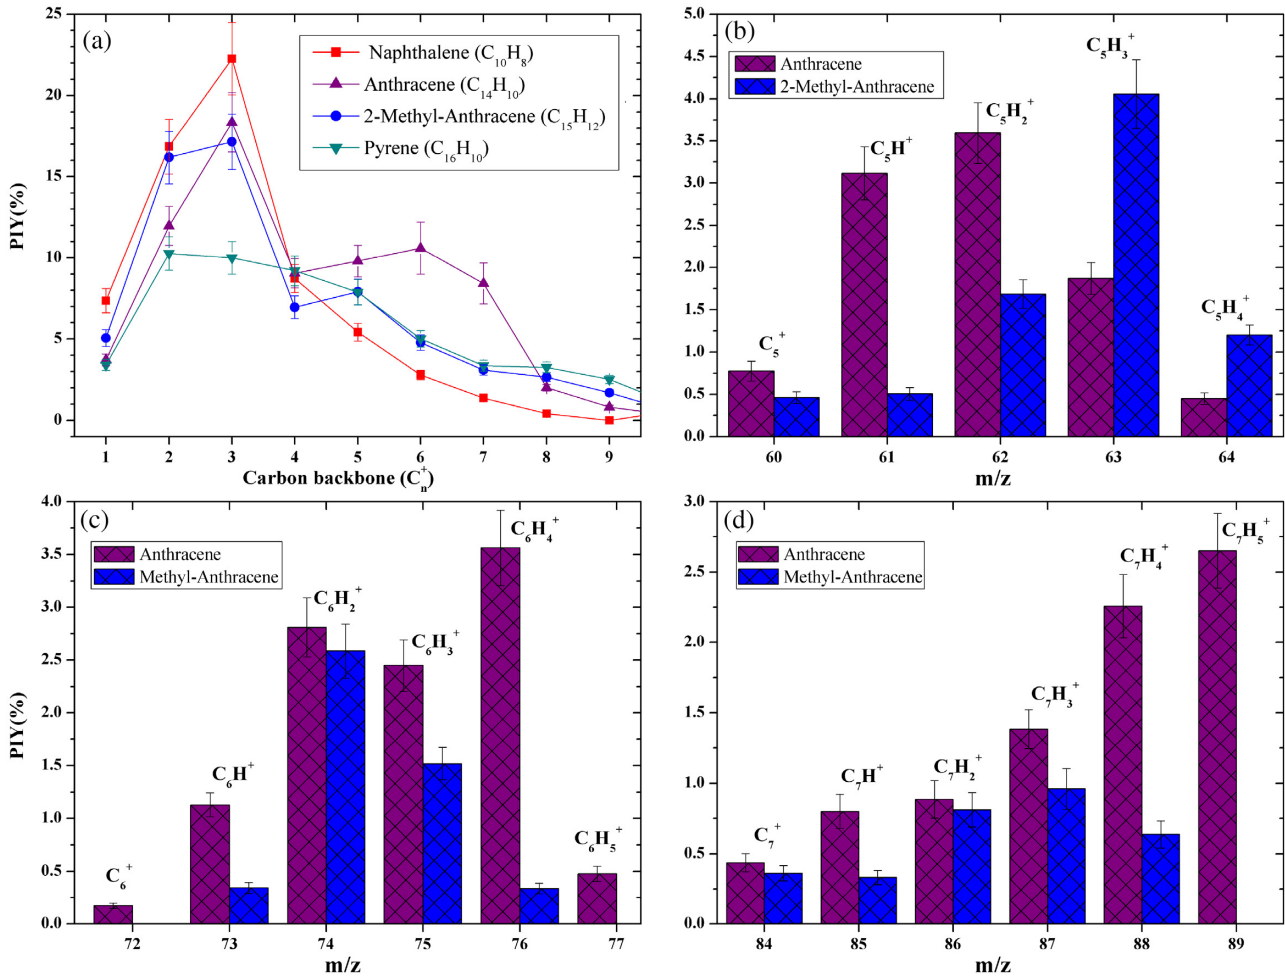 (a)
Naphthalene (C10H8)
Anthracene (C14H10)
2-Methyl-Anthracene (C15H12)
Pyrene (C16H10)
25
20
15
10
5
0
PIY(%)
1 2 3 4 5 6 7 8 9
Carbon backbone (Cn+)
(b)
Anthracene
2-Methyl-Anthracene
5.0
4.5
4.0
3.5
3.0
2.5
2.0
1.5
1.0
0.5
0.0
C5+
C5H+
C5H2+
C5H3+
C5H4+
60 61 62 63 64
m/z
(c)
Anthracene
Methyl-Anthracene
4.0
3.5
3.0
2.5
2.0
1.5
1.0
0.5
0.0
PIY(%)
C6+
C6H+
C6H2+
C6H3+
C6H4+
C6H5+
72 73 74 75 76 77
m/z
(d)
Anthracene
Methyl-Anthracene
3.0
2.5
2.0
1.5
1.0
0.5
0.0
C7+
C7H+
C7H2+
C7H3+
C7H4+
C7H5+
84 85 86 87 88 89
m/z